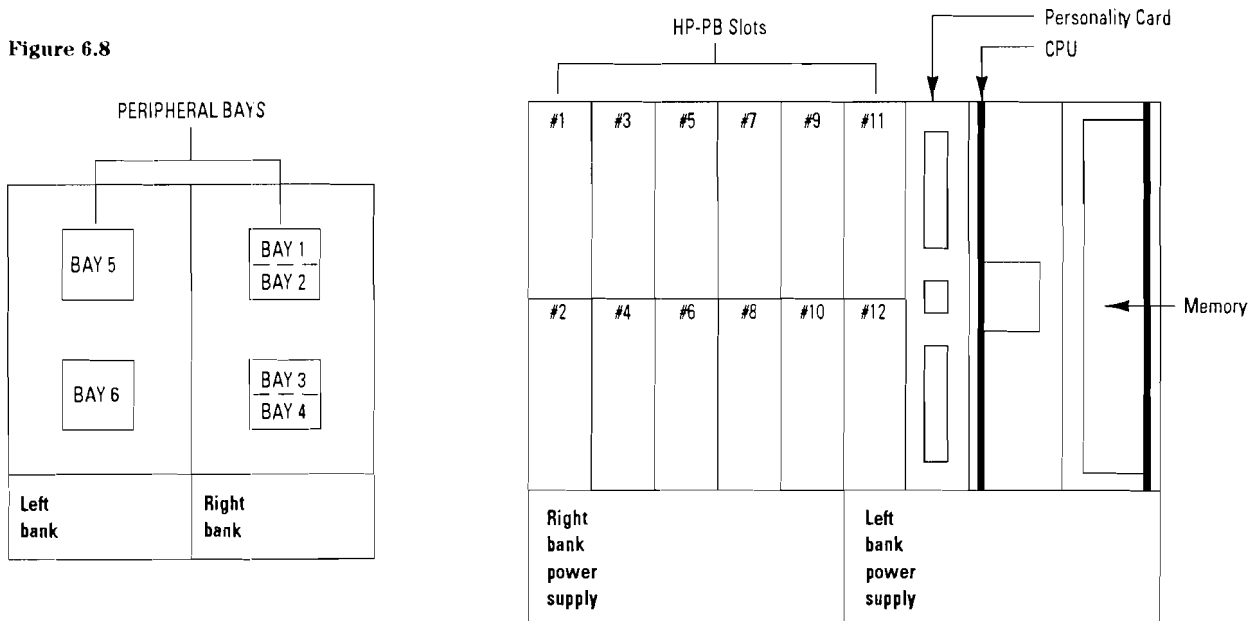 Figure 6.8
PERIPHERAL BAYS
BAY 5
BAY 1
BAY 2
BAY 6
BAY 3
BAY 4
Left
bank
Right
bank
HP-PB Slots
Personality Card
CPU
#1 #3 #5 #7 #9 #11
#2 #4 #6 #8 #10 #12
Memory
Right
bank
power
supply
Left
bank
power
supply